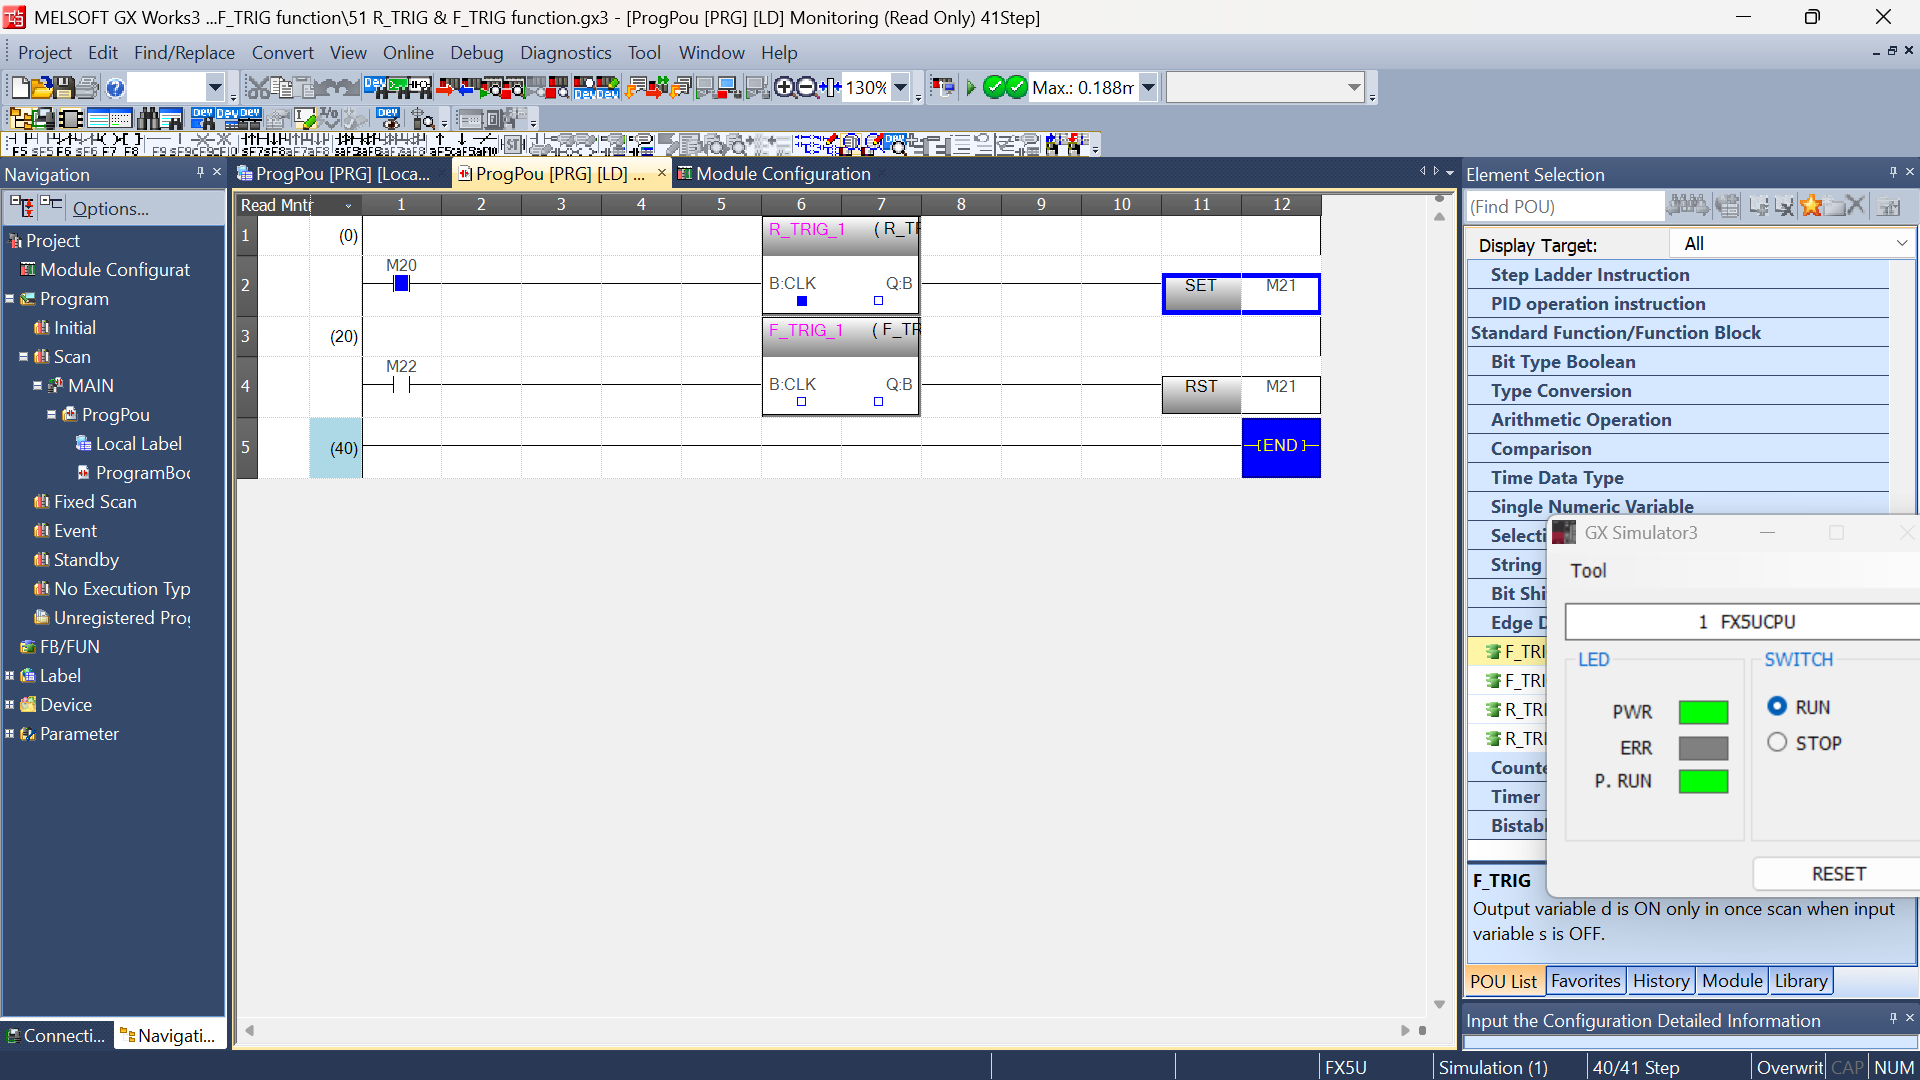 MELSOFT GX Works3 ...F_TRIG function\51 R_TRIG & F_TRIG function.gx3 - [ProgPou [PRG] [LD] Monitoring (Read Only) 41Step]
Project Edit Find/Replace Convert View Online Debug Diagnostics Tool Window Help
130%
Max.: 0.188m
Navigation
Options...
Project
Module Configurat
Program
Initial
Scan
MAIN
ProgPou
Local Label
ProgramBo
Fixed Scan
Event
Standby
No Execution Typ
Unregistered Pro
FB/FUN
Label
Device
Parameter
Connecti...
Navigati...
ProgPou [PRG] [Loca...
ProgPou [PRG] [LD] ...
Module Configuration
Read Mntr 1 2 3 4 5 6 7 8 9 10 11 12
1 (0) R_TRIG_1 (R_TR
M20
2 B:CLK Q:B SET M21
3 (20) F_TRIG_1 (F_TR
M22
4 B:CLK Q:B RST M21
5 (40) [END]
Element Selection
(Find POU)
Display Target: All
Step Ladder Instruction
PID operation instruction
Standard Function/Function Block
Bit Type Boolean
Type Conversion
Arithmetic Operation
Comparison
Time Data Type
Single Numeric Variable
Selecti
String
Bit Shi
Edge D
F_TRI
F_TRI
R_TRI
R_TRI
Counte
Timer
Bistabl
GX Simulator3
Tool
1 FX5UCPU
LED
SWITCH
PWR
RUN
ERR
STOP
P. RUN
RESET
F_TRIG
Output variable d is ON only in once scan when input
variable s is OFF.
POU List Favorites History Module Library
Input the Configuration Detailed Information
FX5U Simulation (1) 40/41 Step Overwrit CAP NUM